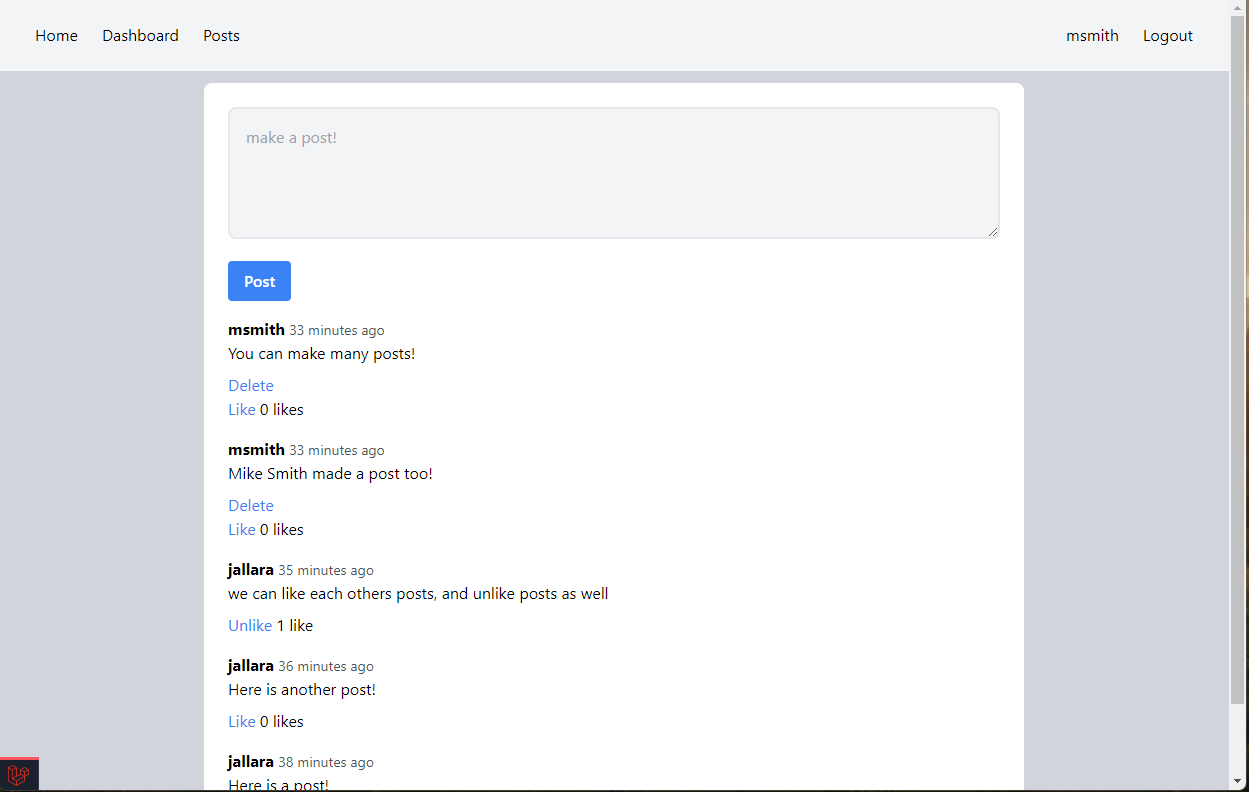 Home Dashboard Posts msmith Logout
make a post!
Post
msmith 33 minutes ago
You can make many posts!
Delete
Like 0 likes
msmith 33 minutes ago
Mike Smith made a post too!
Delete
Like 0 likes
jallara 35 minutes ago
we can like each others posts, and unlike posts as well
Unlike 1 like
jallara 36 minutes ago
Here is another post!
Like 0 likes
jallara 38 minutes ago
Here is a post!